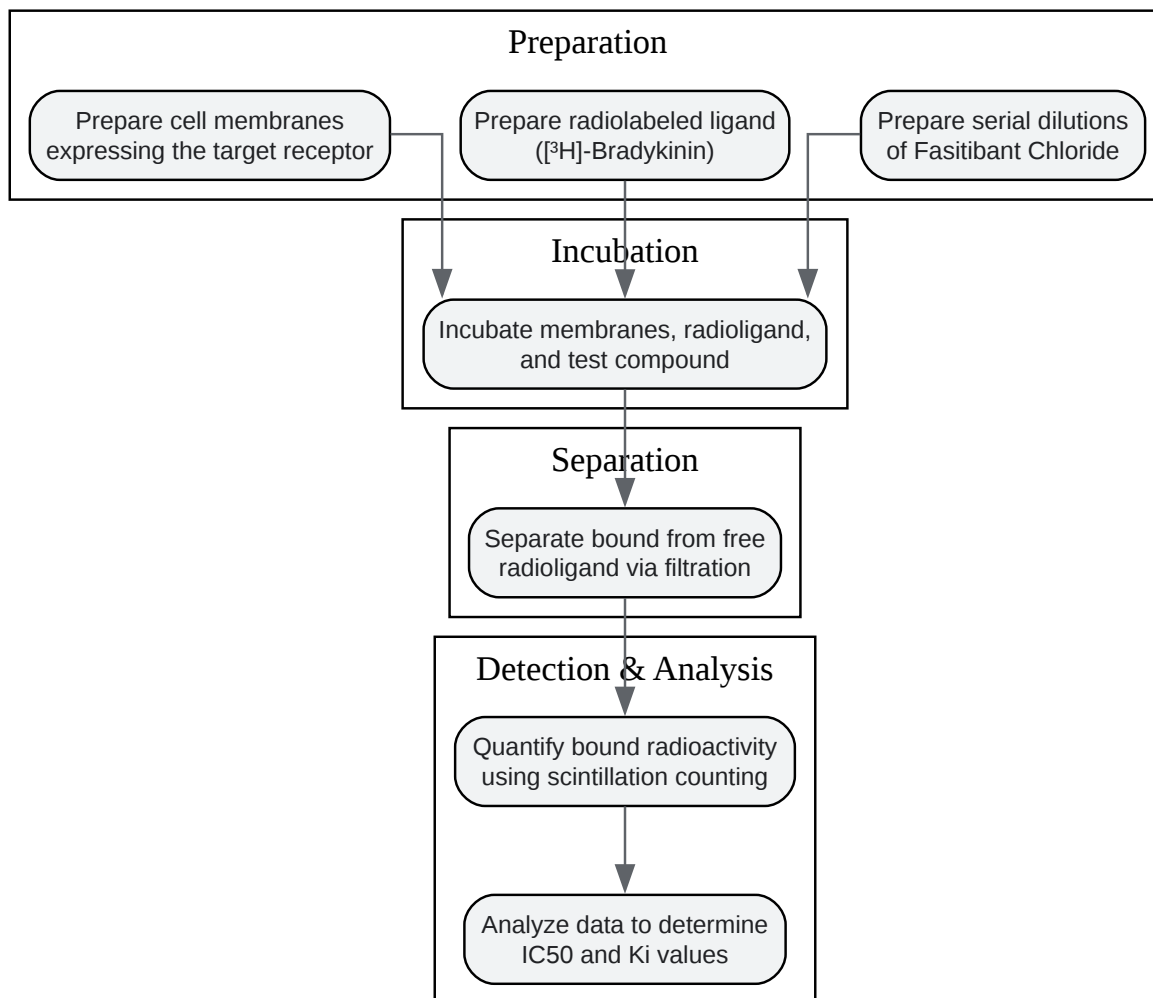 Preparation
Prepare cell membranes
expressing the target receptor
Prepare radiolabeled ligand
([³H]-Bradykinin)
Prepare serial dilutions
of Fasitibant Chloride
Incubation
Incubate membranes, radioligand,
and test compound
Separation
Separate bound from free
radioligand via filtration
Detection & Analysis
Quantify bound radioactivity
using scintillation counting
Analyze data to determine
IC50 and Ki values